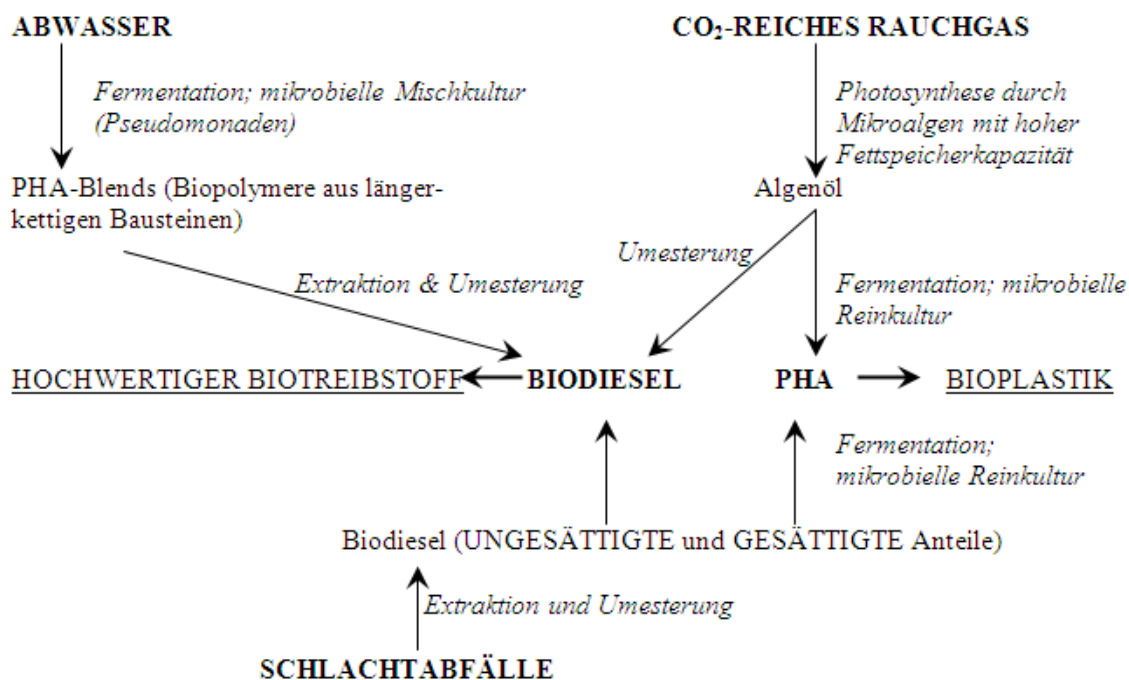 ABWASSER
CO₂-REICHES RAUCHGAS
Fermentation; mikrobielle Mischkultur
(Pseudomonaden)
Photosynthese durch
Mikroalgen mit hoher
Fettspeicherkapazität
PHA-Blends (Biopolymere aus länger-
kettigen Bausteinen)
Algenöl
Umesterung
Extraktion & Umesterung
Fermentation; mikrobielle
Reinkultur
HOCHWERTIGER BIOTREIBSTOFF
BIODIESEL
PHA
BIOPLASTIK
Fermentation;
mikrobielle Reinkultur
Biodiesel (UNGESÄTTIGTE und GESÄTTIGTE Anteile)
Extraktion und Umesterung
SCHLACHTABFÄLLE